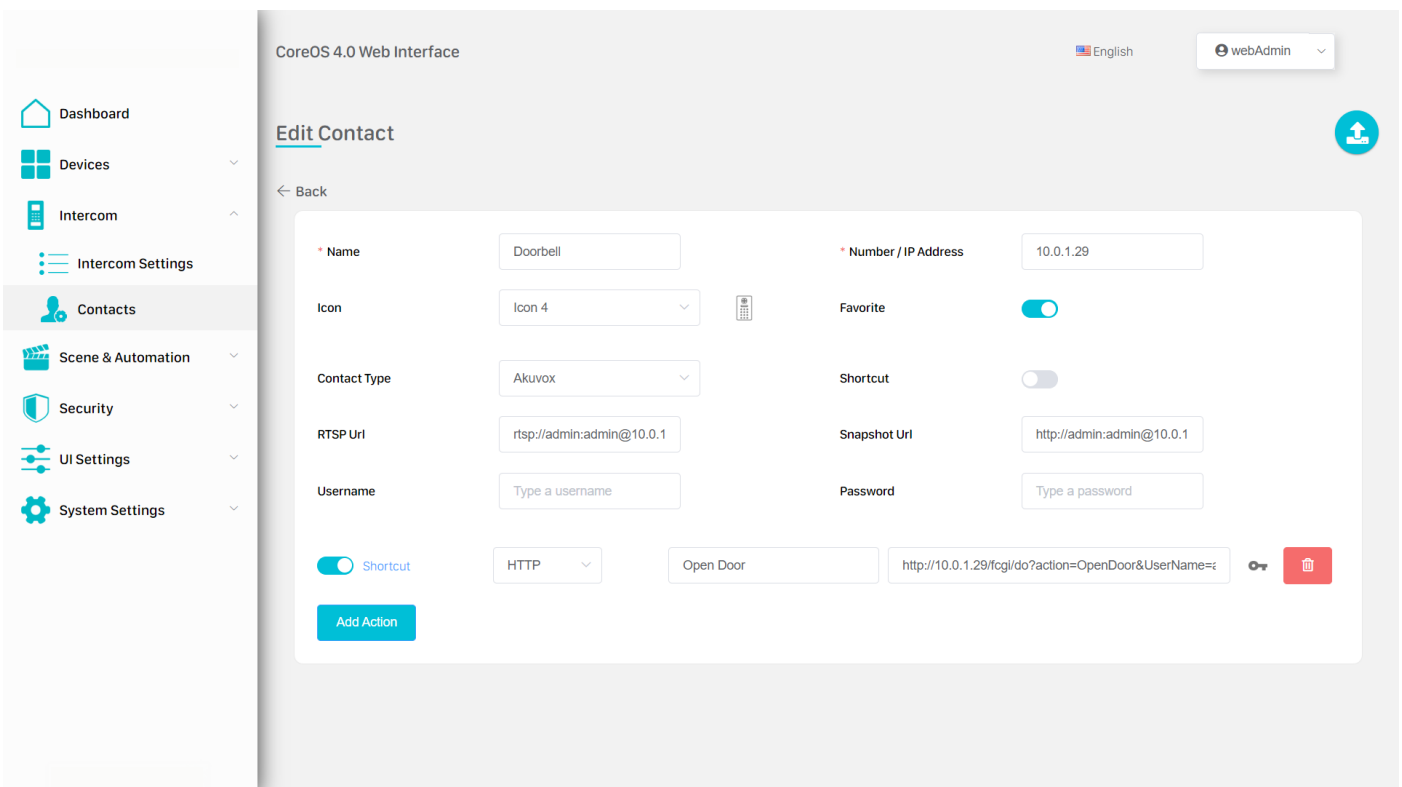 CoreOS 4.0 Web Interface
English
webAdmin
Dashboard
Devices
Intercom
Intercom Settings
Contacts
Scene & Automation
Security
UI Settings
System Settings
Edit Contact
Back
* Name
Doorbell
* Number / IP Address
10.0.1.29
Icon
Icon 4
Favorite
Contact Type
Akuvox
Shortcut
RTSP Url
rtsp://admin:admin@10.0.1
Snapshot Url
http://admin:admin@10.0.1
Username
Type a username
Password
Type a password
Shortcut
HTTP
Open Door
http://10.0.1.29/fcgi/do?action=OpenDoor&UserName=a
Add Action